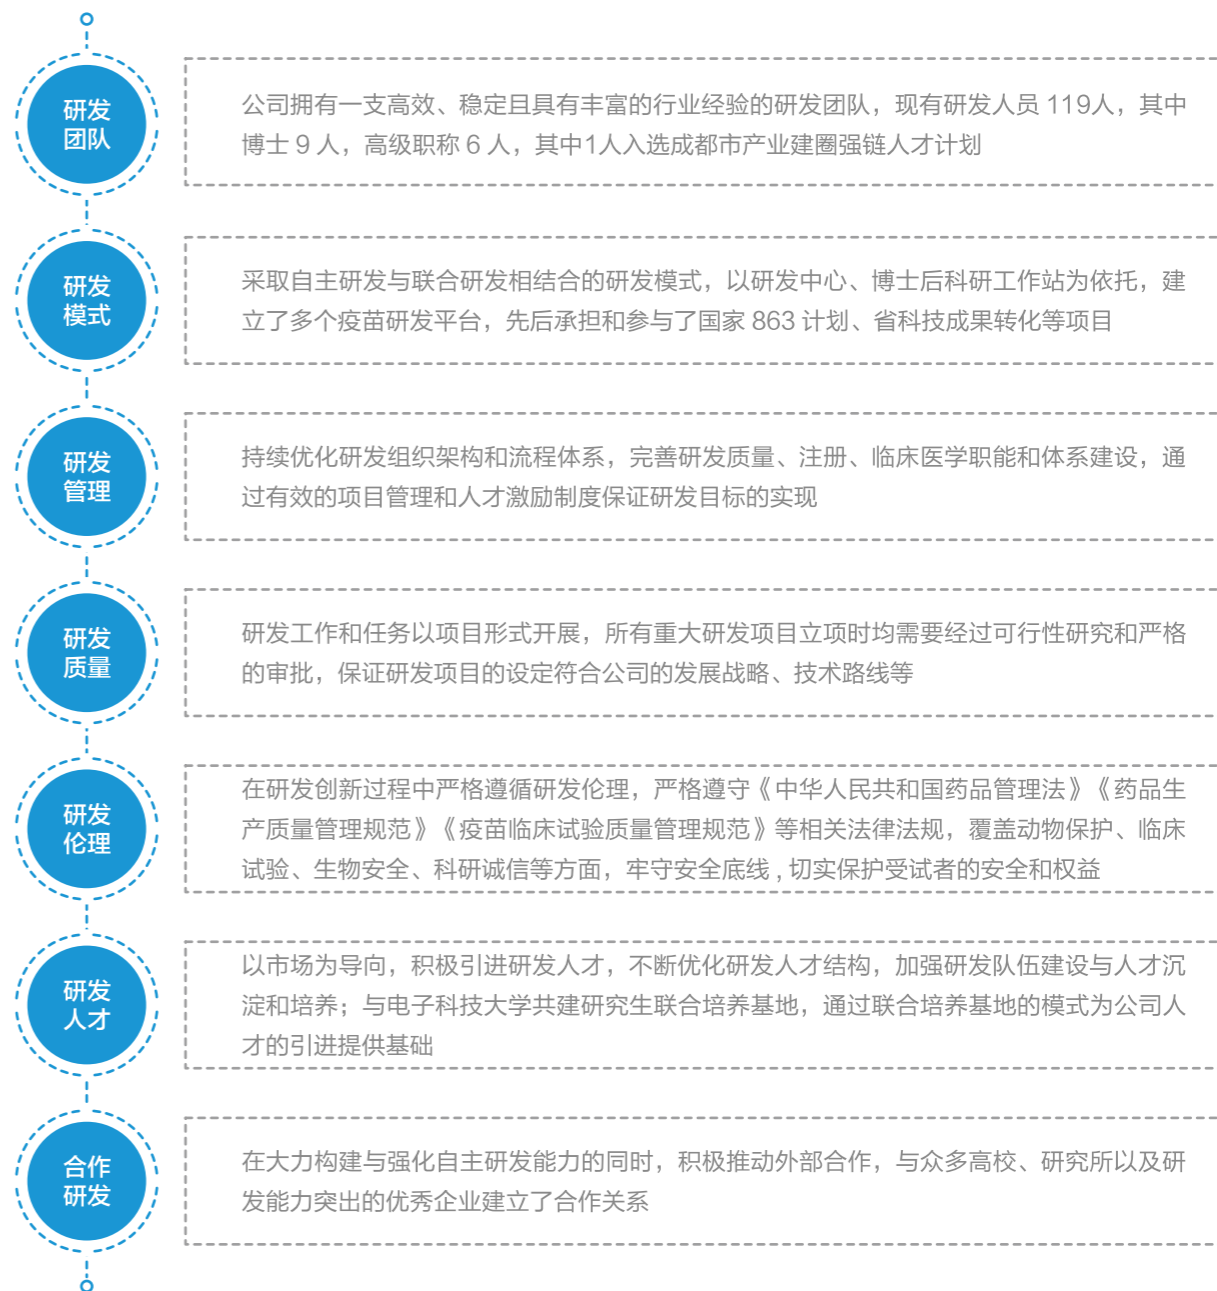 研发
团队
公司拥有一支高效、稳定且具有丰富的行业经验的研发团队，现有研发人员 119人，其中
博士 9 人，高级职称 6 人，其中1人入选成都市产业建圈强链人才计划
研发
模式
采取自主研发与联合研发相结合的研发模式，以研发中心、博士后科研工作站为依托，建
立了多个疫苗研发平台，先后承担和参与了国家 863 计划、省科技成果转化等项目
研发
管理
持续优化研发组织架构和流程体系，完善研发质量、注册、临床医学职能和体系建设，通
过有效的项目管理和人才激励制度保证研发目标的实现
研发
质量
研发工作和任务以项目形式开展，所有重大研发项目立项时均需要经过可行性研究和严格
的审批，保证研发项目的设定符合公司的发展战略、技术路线等
研发
伦理
在研发创新过程中严格遵循研发伦理，严格遵守《中华人民共和国药品管理法》《药品生
产质量管理规范》《疫苗临床试验质量管理规范》等相关法律法规，覆盖动物保护、临床
试验、生物安全、科研诚信等方面，牢守安全底线 , 切实保护受试者的安全和权益
研发
人才
以市场为导向，积极引进研发人才，不断优化研发人才结构，加强研发队伍建设与人才沉
淀和培养；与电子科技大学共建研究生联合培养基地，通过联合培养基地的模式为公司人
才的引进提供基础
合作
研发
在大力构建与强化自主研发能力的同时，积极推动外部合作，与众多高校、研究所以及研
发能力突出的优秀企业建立了合作关系